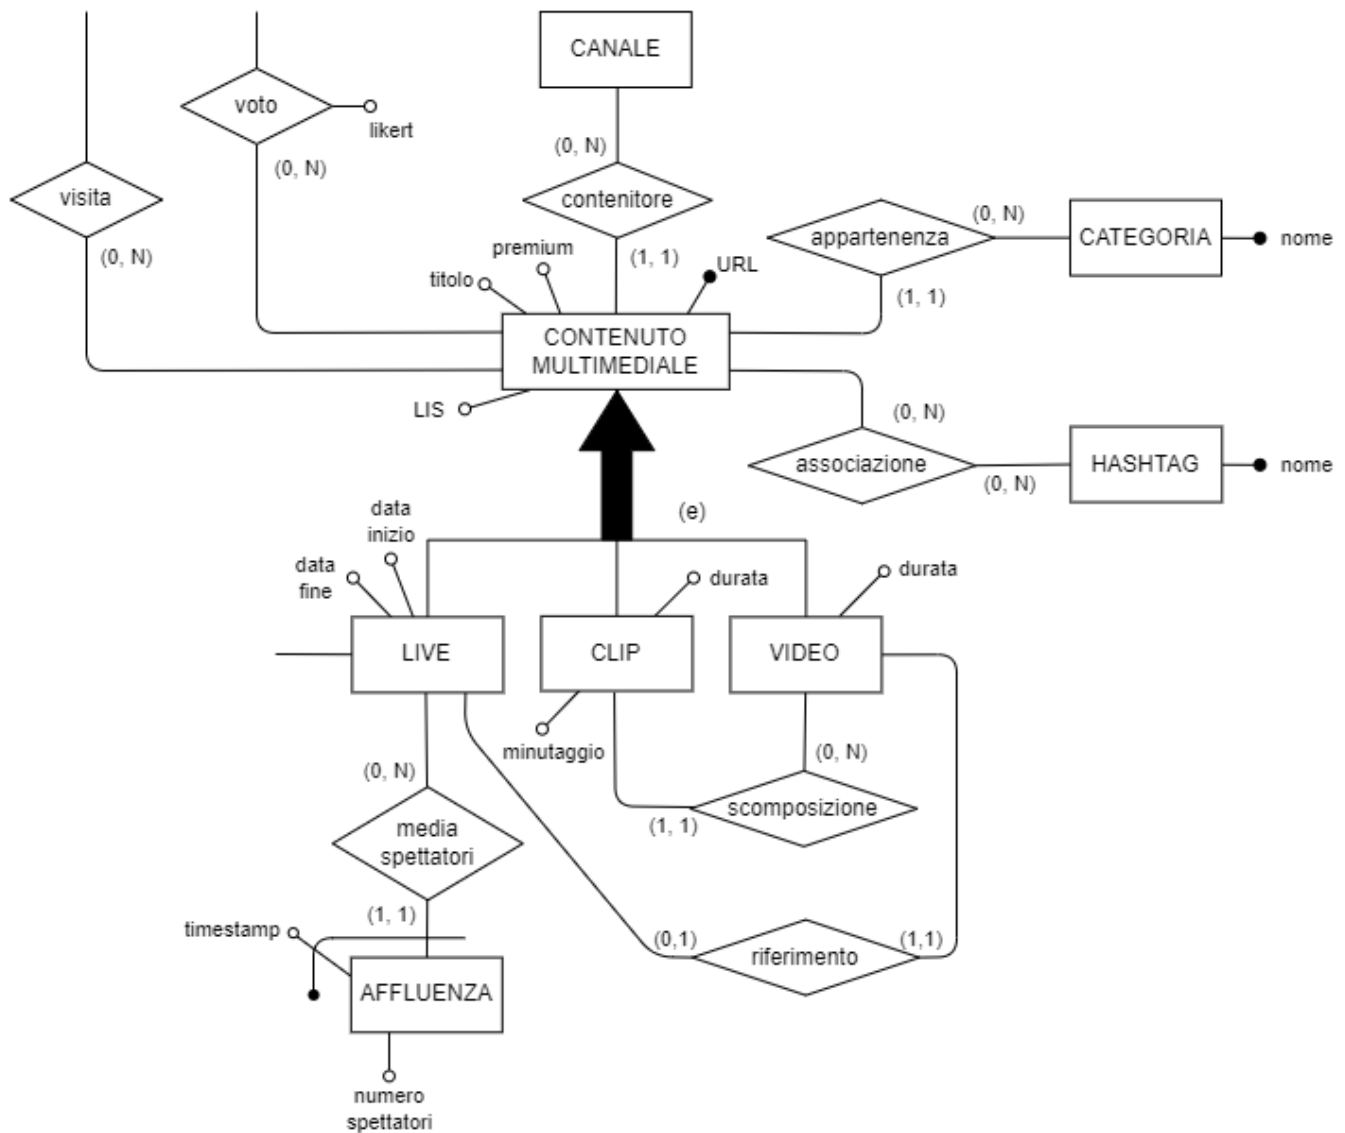 CANALE
voto
likert
(0, N)
(0, N)
visita
contenitore
(0, N)
appartenenza
(0, N)
CATEGORIA
nome
(1, 1)
premium
titolo
URL
(1, 1)
CONTENUTO
MULTIMEDIALE
LIS
(0, N)
associazione
(0, N)
HASHTAG
nome
(e)
data
inizio
data
fine
durata
durata
LIVE
CLIP
VIDEO
minutaggio
(0, N)
(0, N)
scomposizione
(1, 1)
media
spettatori
(1, 1)
timestamp
(0,1)
riferimento
(1,1)
AFFLUENZA
numero
spettatori